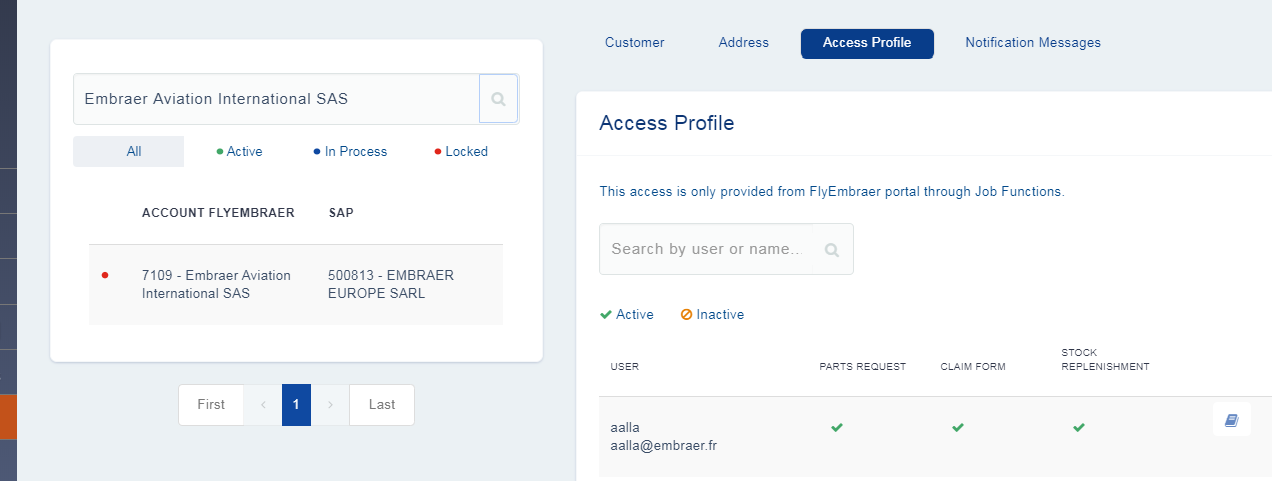 Embraer Aviation International SAS
All
Active
In Process
Locked
ACCOUNT FLYEMBRAER
SAP
7109 - Embraer Aviation
International SAS
500813 - EMBRAER
EUROPE SARL
First
<
1
>
Last
Customer
Address
Access Profile
Notification Messages
Access Profile
This access is only provided from FlyEmbraer portal through Job Functions.
Search by user or name...
Active
Inactive
USER
PARTS REQUEST
CLAIM FORM
STOCK
REPLENISHMENT
aalla
aalla@embraer.fr